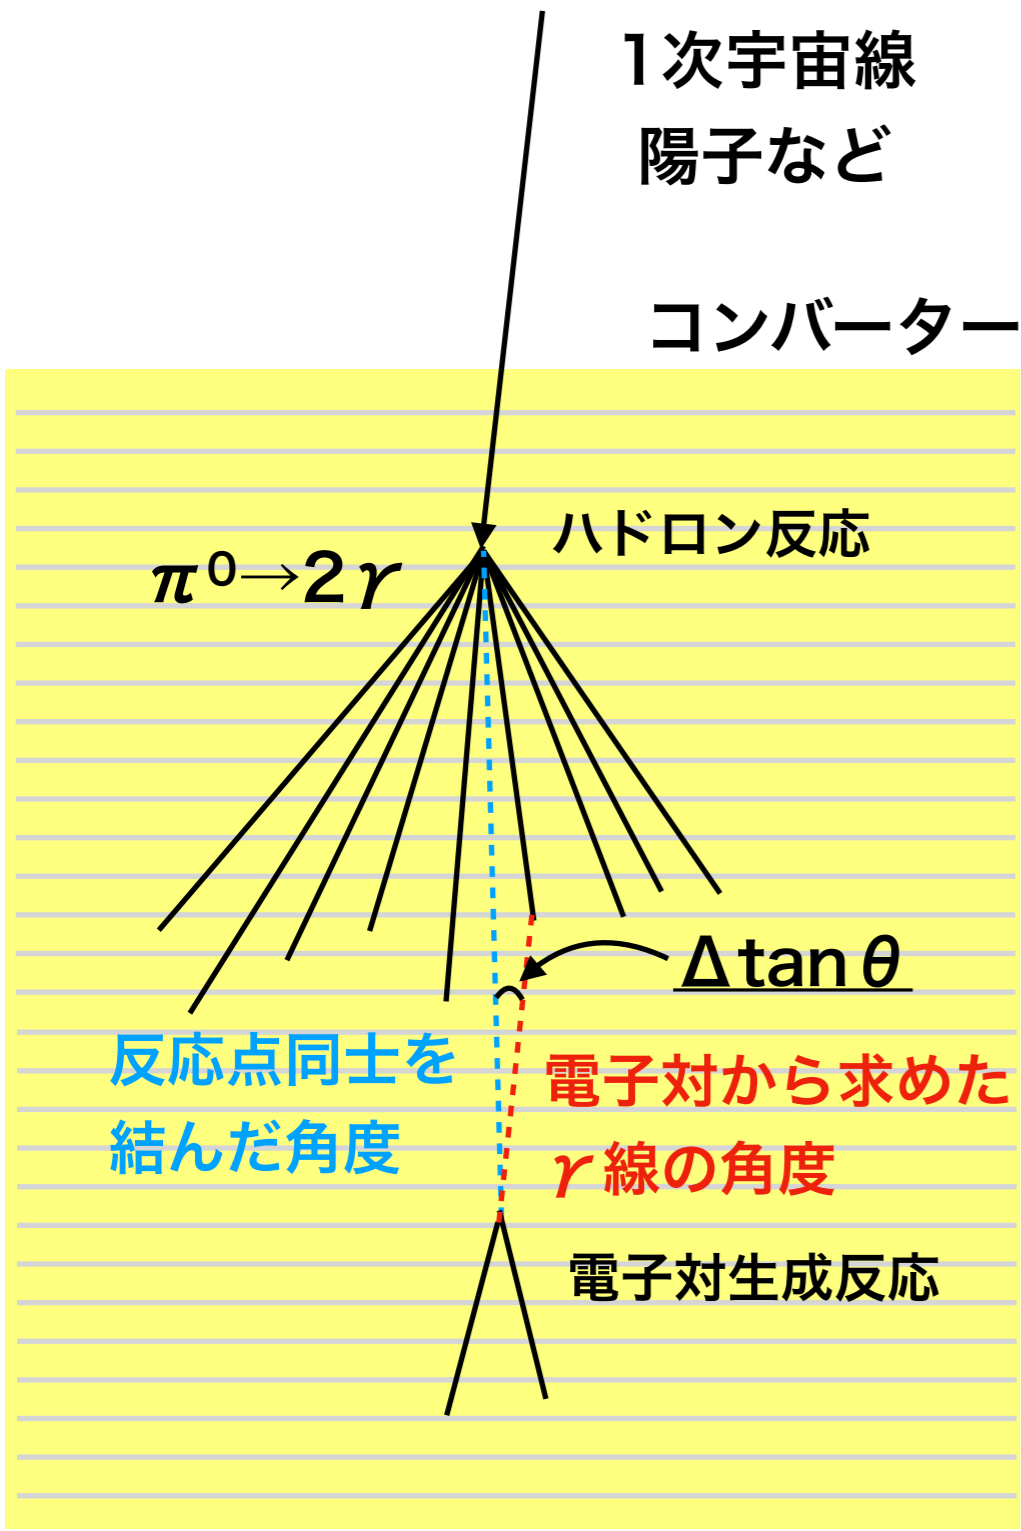 1次宇宙線
陽子など
コンバーター
ハドロン反応
π⁰→2γ
Δtanθ
反応点同士を
結んだ角度
電子対から求めた
γ線の角度
電子対生成反応